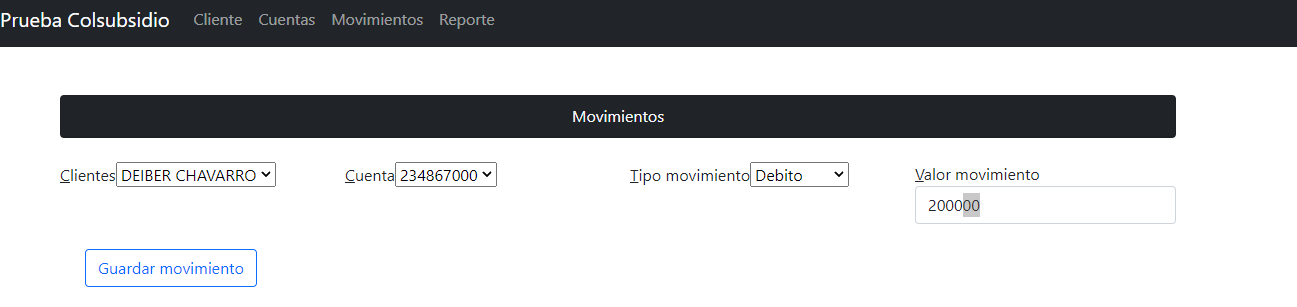 Prueba Colsubsidio Cliente Cuentas Movimientos Reporte
Movimientos
Clientes DEIBER CHAVARRO Cuenta 234867000 Tipo movimiento Debito Valor movimiento
200000
Guardar movimiento